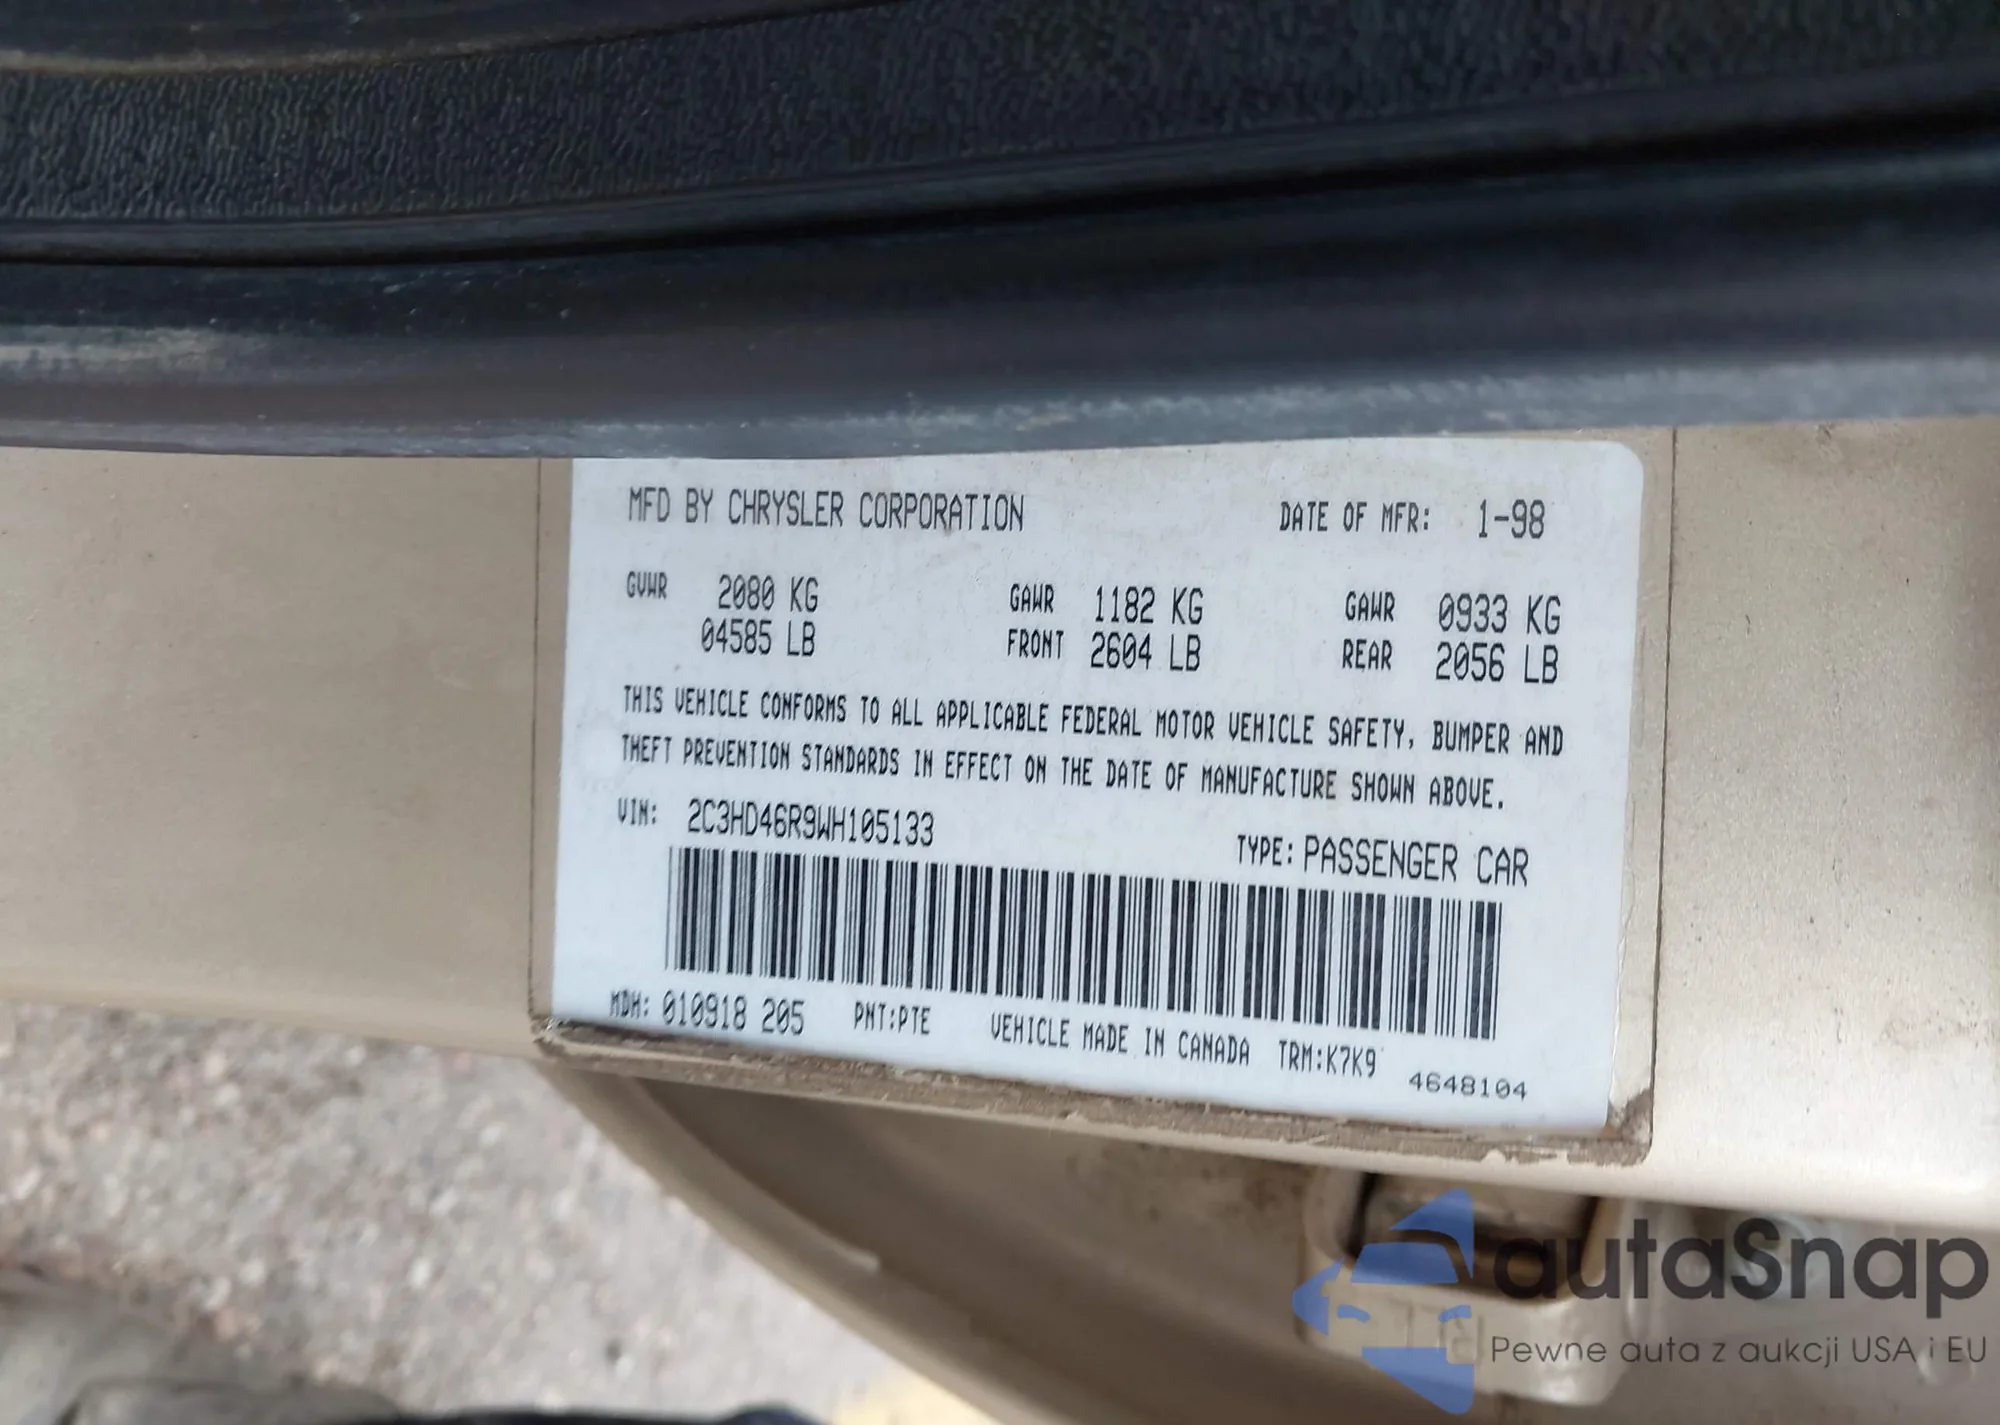 MFD BY CHRYSLER CORPORATION DATE OF MFR: 1-98
GVWR 2080 KG GAWR 1182 KG GAWR 0933 KG
04585 LB FRONT 2604 LB REAR 2056 LB
THIS VEHICLE CONFORMS TO ALL APPLICABLE FEDERAL MOTOR VEHICLE SAFETY, BUMPER AND
THEFT PREVENTION STANDARDS IN EFFECT ON THE DATE OF MANUFACTURE SHOWN ABOVE.
VIN: 2C3HD46R9WH105133 TYPE: PASSENGER CAR
MDH: 010918 205 PNT:PTE VEHICLE MADE IN CANADA TRM:K7K9 4648104
autaSnap
Pewne auta z aukcji USA i EU